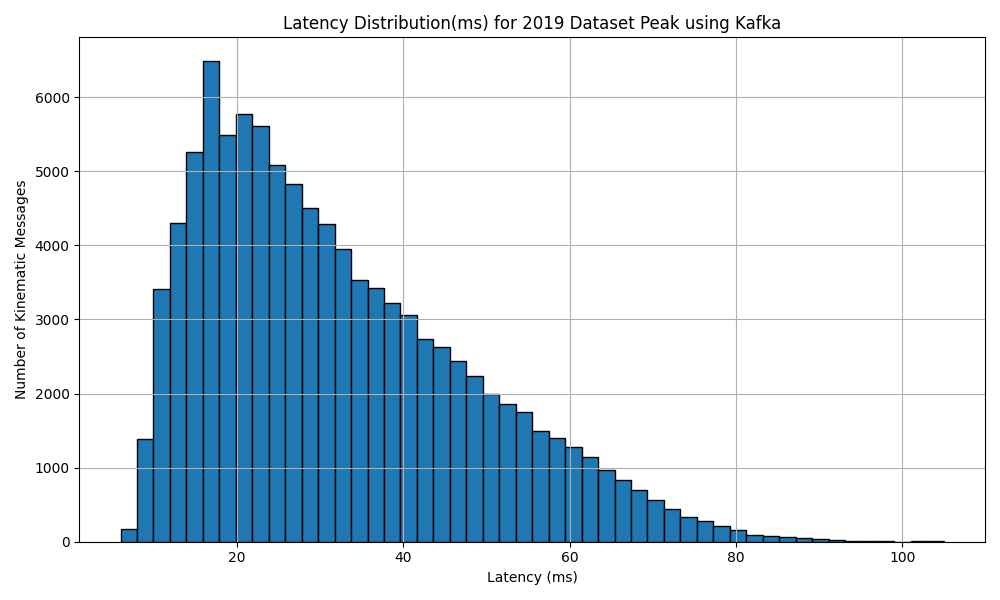 Latency Distribution(ms) for 2019 Dataset Peak using Kafka
Number of Kinematic Messages
6000
5000
4000
3000
2000
1000
0
20 40 60 80 100
Latency (ms)